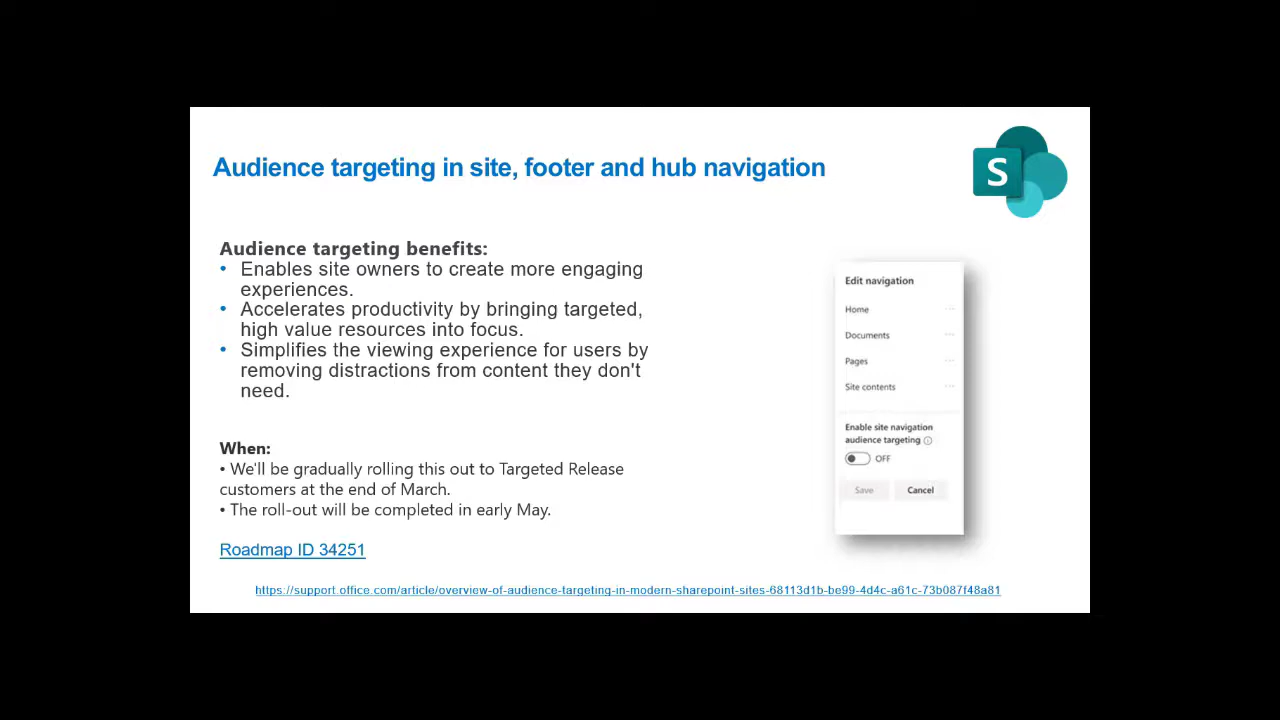 Audience targeting in site, footer and hub navigation
S
Audience targeting benefits:
• Enables site owners to create more engaging
experiences.
• Accelerates productivity by bringing targeted,
high value resources into focus.
• Simplifies the viewing experience for users by
removing distractions from content they don't
need.
When:
• We'll be gradually rolling this out to Targeted Release
customers at the end of March.
• The roll-out will be completed in early May.
Roadmap ID 34251
Edit navigation
Home ...
Documents ...
Pages ...
Site contents ...
Enable site navigation
audience targeting
OFF
Save Cancel
https://support.office.com/article/overview-of-audience-targeting-in-modern-sharepoint-sites-68113d1b-be99-4d4c-a61c-73b087f48a81